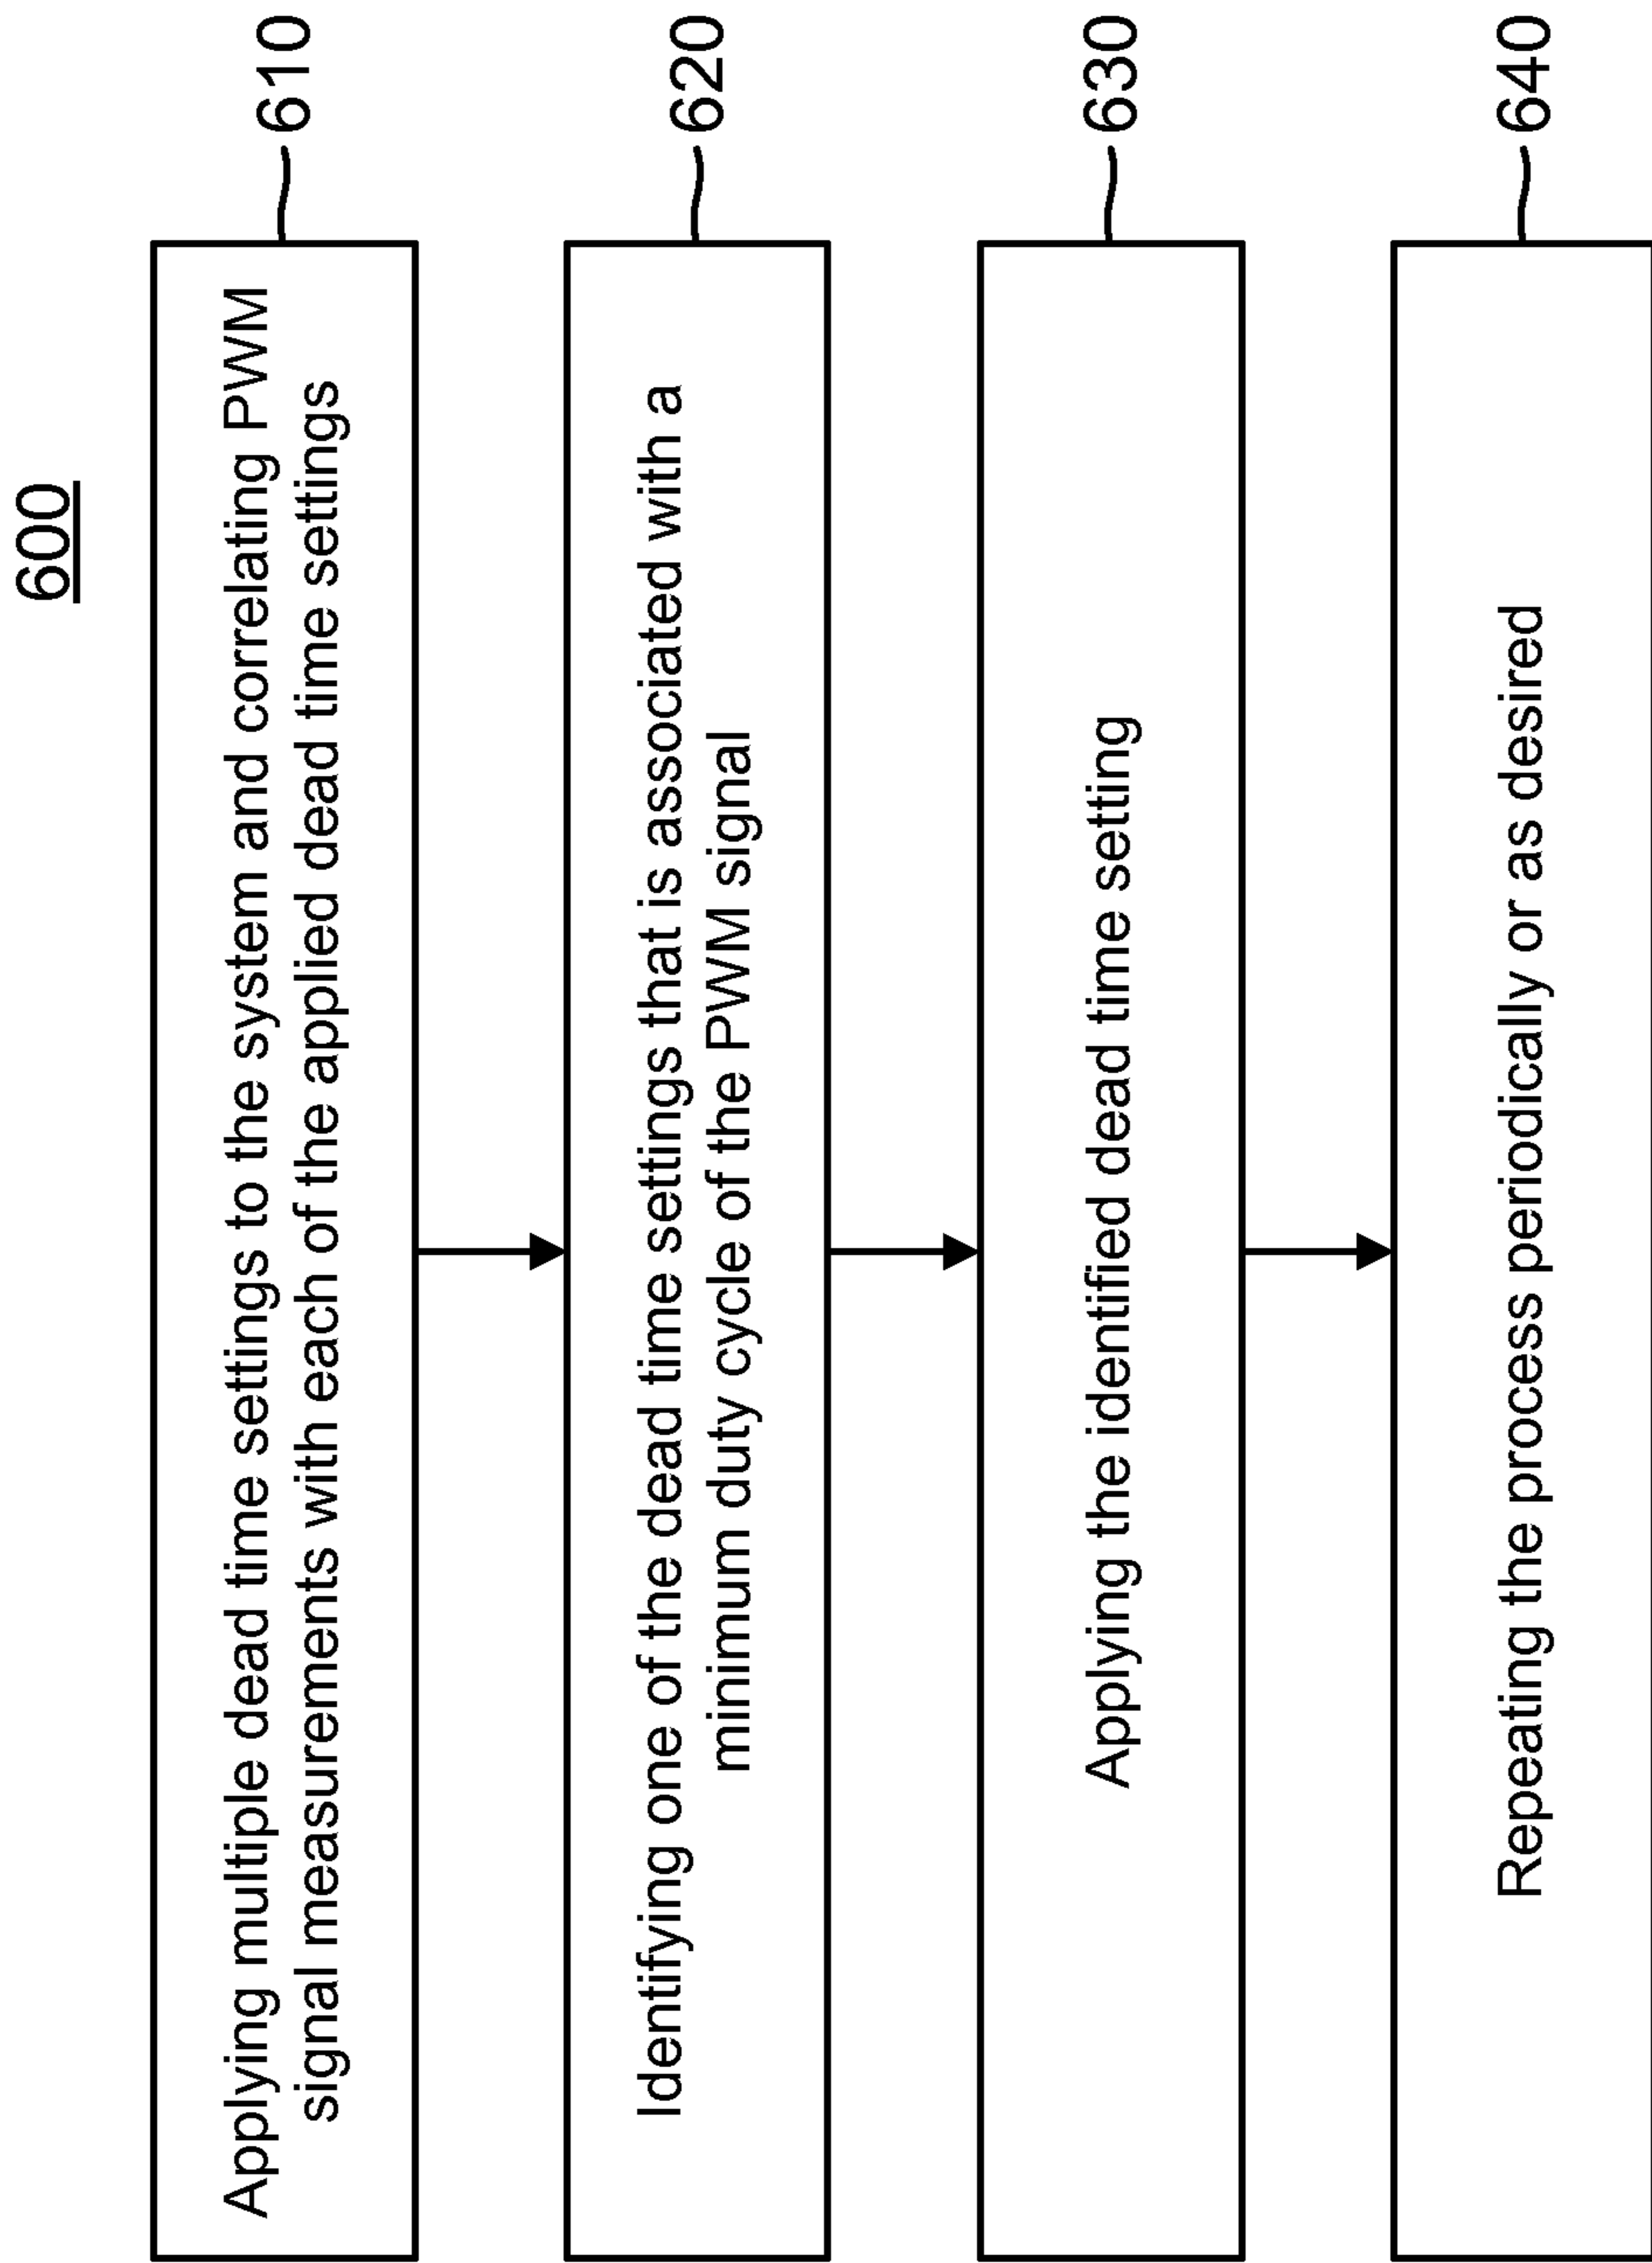 600
Applying multiple dead time settings to the system and correlating PWM
signal measurements with each of the applied dead time settings
610
Identifying one of the dead time settings that is associated with a
minimum duty cycle of the PWM signal
620
Applying the identified dead time setting
630
Repeating the process periodically or as desired
640